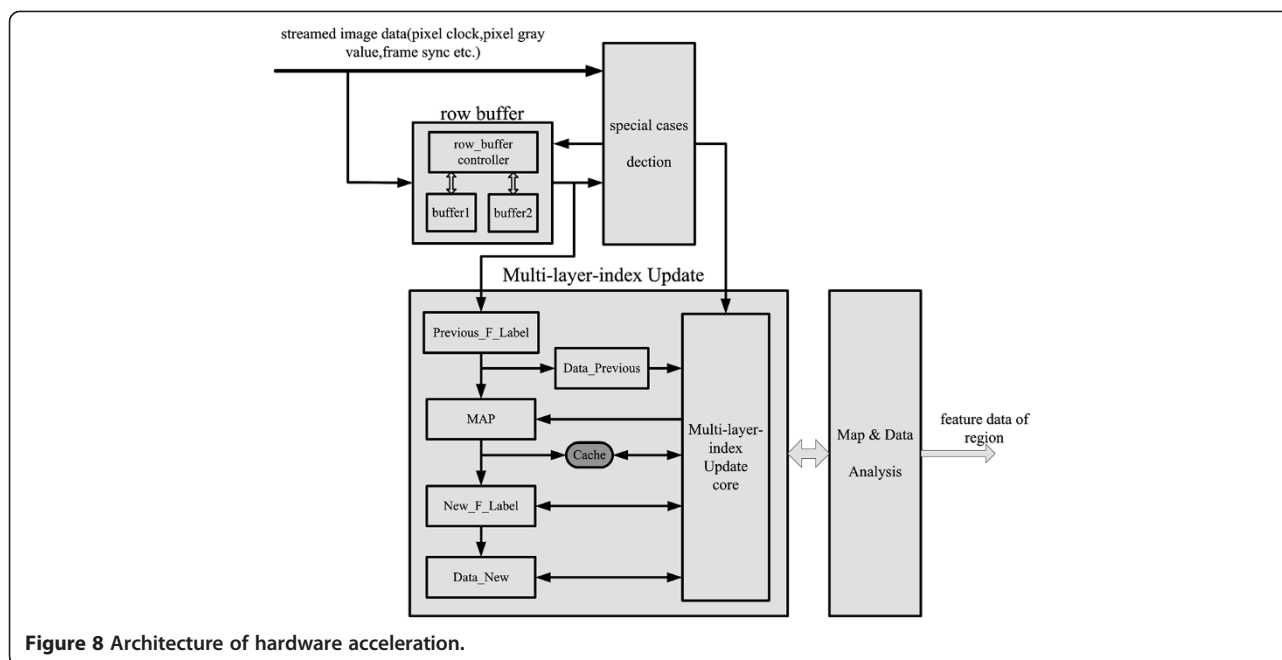 streamed image data(pixel clock,pixel gray
value,frame sync etc.)
row buffer
row_buffer
controller
buffer1
buffer2
special cases
dection
Multi-layer-index Update
Previous_F_Label
Data_Previous
MAP
Cache
New_F_Label
Data_New
Multi-layer-
index
Update
core
Map & Data
Analysis
feature data of
region
Figure 8 Architecture of hardware acceleration.